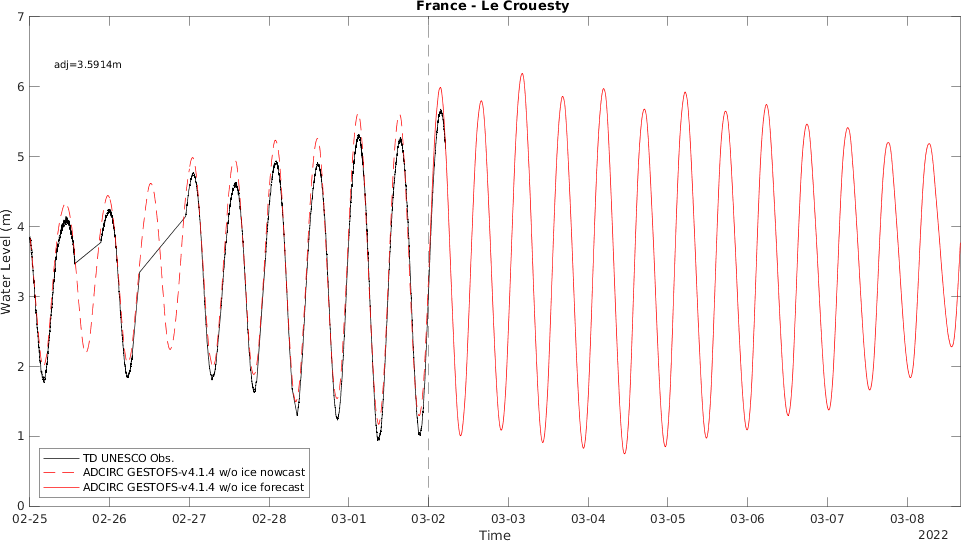 France - Le Crouesty
adj=3.5914m
Water Level (m)
7
6
5
4
3
2
1
0
TD UNESCO Obs.
ADCIRC GESTOFS-v4.1.4 w/o ice nowcast
ADCIRC GESTOFS-v4.1.4 w/o ice forecast
02-25 02-26 02-27 02-28 03-01 03-02 03-03 03-04 03-05 03-06 03-07 03-08
Time
2022